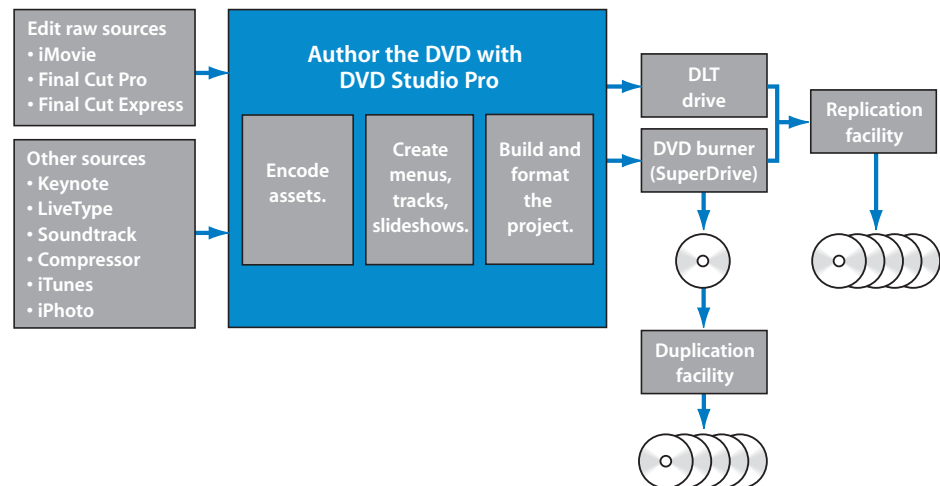 Edit raw sources
• iMovie
• Final Cut Pro
• Final Cut Express
Other sources
• Keynote
• LiveType
• Soundtrack
• Compressor
• iTunes
• iPhoto
Author the DVD with
DVD Studio Pro
Encode
assets.
Create
menus,
tracks,
slideshows.
Build and
format
the
project.
DLT
drive
DVD burner
(SuperDrive)
Replication
facility
Duplication
facility